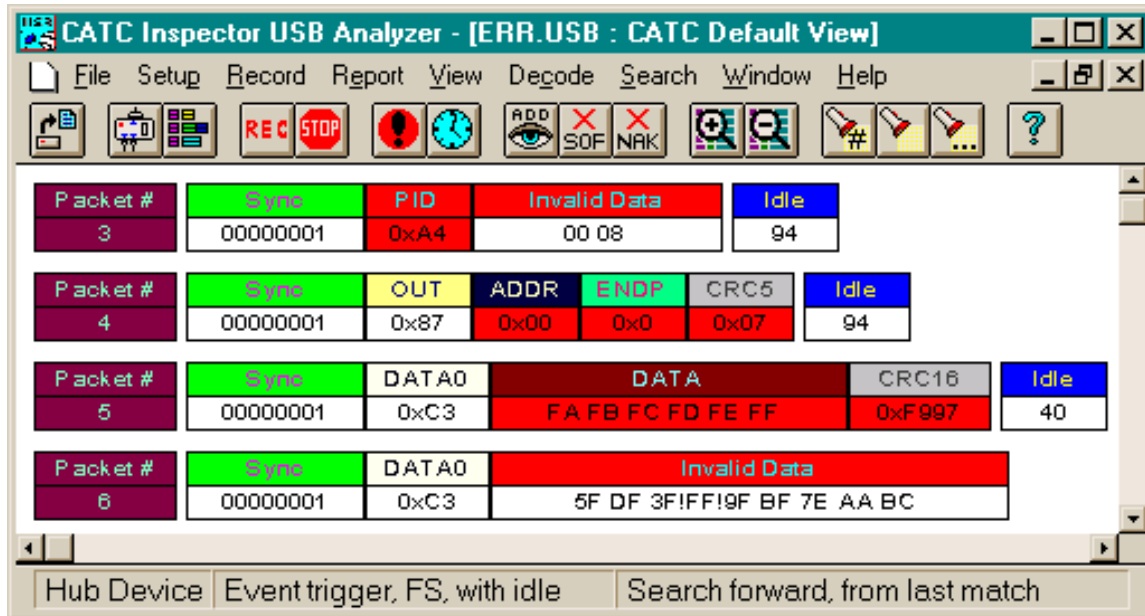 CATC Inspector USB Analyzer - [ERR.USB : CATC Default View]
File Setup Record Report View Decode Search Window Help
REC STOP ADD SOF NAK # ... ?
Packet # Sync PID Invalid Data Idle
3 00000001 0xA4 00 08 94
Packet # Sync OUT ADDR ENDP CRC5 Idle
4 00000001 0x87 0x00 0x0 0x07 94
Packet # Sync DATA0 DATA CRC16 Idle
5 00000001 0xC3 FA FB FC FD FE FF 0xF997 40
Packet # Sync DATA0 Invalid Data
6 00000001 0xC3 5F DF 3F!FF!9F BF 7E AA BC
Hub Device Event trigger, FS, with idle Search forward, from last match